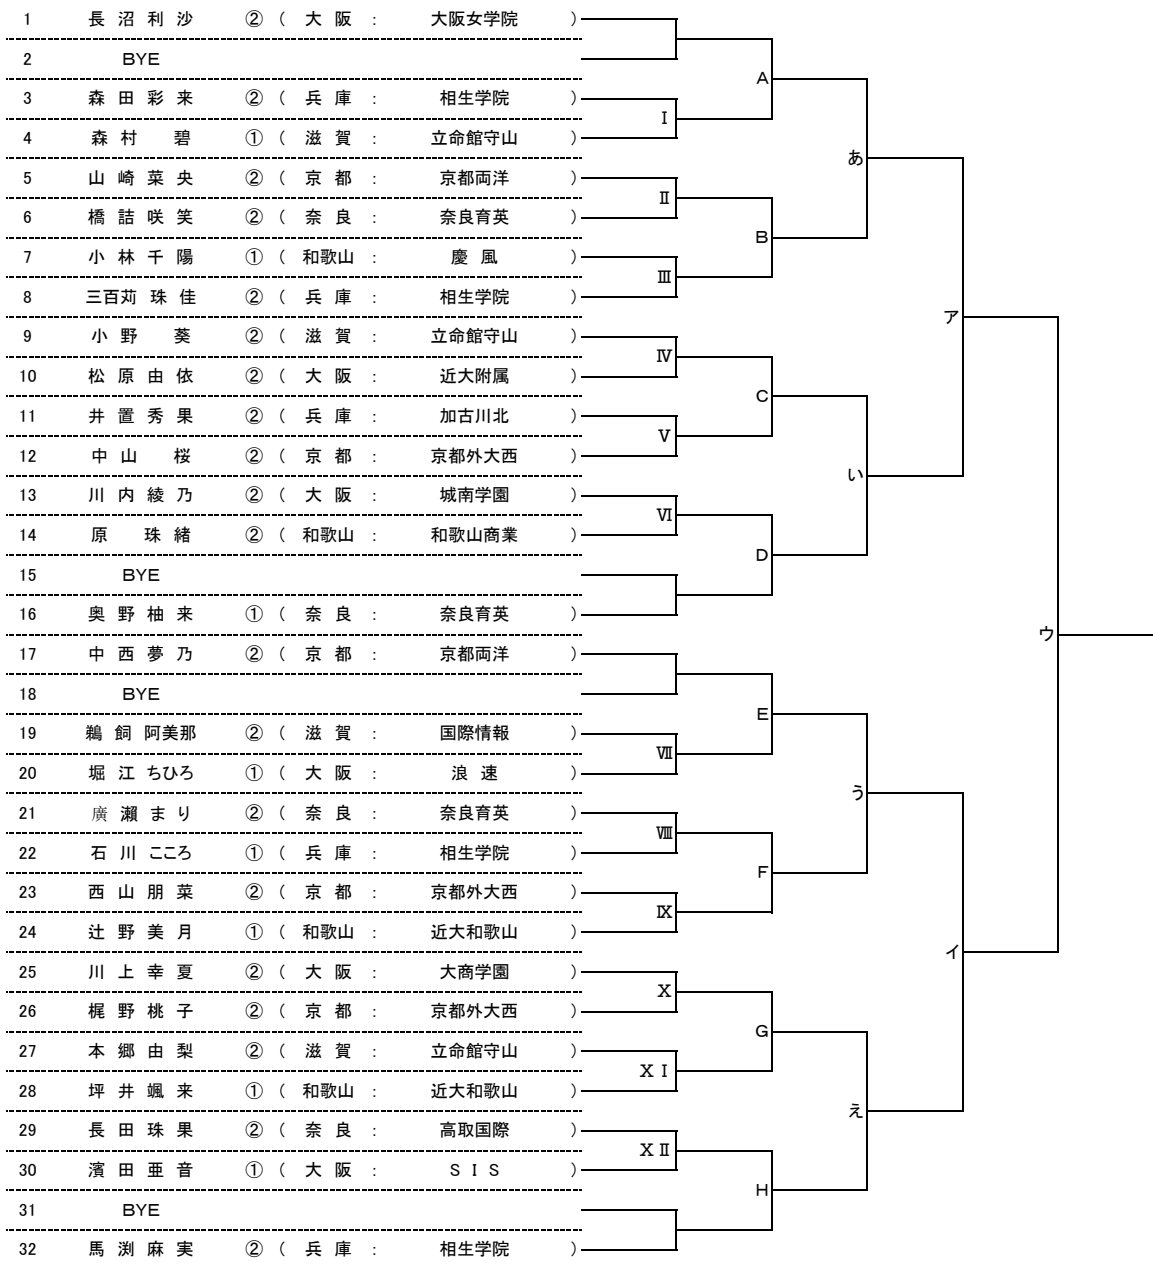 1 長沼利沙 ② ( 大阪 : 大阪女学院 )
2 BYE
A
3 森田彩来 ② ( 兵庫 : 相生学院 )
Ⅰ
4 森村 碧 ① ( 滋賀 : 立命館守山 )
あ
5 山崎菜央 ② ( 京都 : 京都両洋 )
Ⅱ
6 橋詰咲笑 ② ( 奈良 : 奈良育英 )
B
7 小林千陽 ① ( 和歌山 : 慶風 )
Ⅲ
8 三百苅 珠佳 ② ( 兵庫 : 相生学院 )
ア
9 小野 葵 ② ( 滋賀 : 立命館守山 )
Ⅳ
10 松原由依 ② ( 大阪 : 近大附属 )
C
11 井置秀果 ② ( 兵庫 : 加古川北 )
Ⅴ
12 中山 桜 ② ( 京都 : 京都外大西 )
い
13 川内綾乃 ② ( 大阪 : 城南学園 )
Ⅵ
14 原 珠緒 ② ( 和歌山 : 和歌山商業 )
D
15 BYE
16 奥野柚来 ① ( 奈良 : 奈良育英 )
ウ
17 中西夢乃 ② ( 京都 : 京都両洋 )
18 BYE
E
19 鵜飼 阿美那 ② ( 滋賀 : 国際情報 )
Ⅶ
20 堀江 ちひろ ① ( 大阪 : 浪速 )
う
21 廣瀬まり ② ( 奈良 : 奈良育英 )
Ⅷ
22 石川 こころ ① ( 兵庫 : 相生学院 )
F
23 西山朋菜 ② ( 京都 : 京都外大西 )
Ⅸ
24 辻野美月 ① ( 和歌山 : 近大和歌山 )
イ
25 川上幸夏 ② ( 大阪 : 大商学園 )
Ⅹ
26 梶野桃子 ② ( 京都 : 京都外大西 )
G
27 本郷由梨 ② ( 滋賀 : 立命館守山 )
ⅩⅠ
28 坪井颯来 ① ( 和歌山 : 近大和歌山 )
え
29 長田珠果 ② ( 奈良 : 高取国際 )
ⅩⅡ
30 濱田亜音 ① ( 大阪 : SIS )
H
31 BYE
32 馬渕麻実 ② ( 兵庫 : 相生学院 )